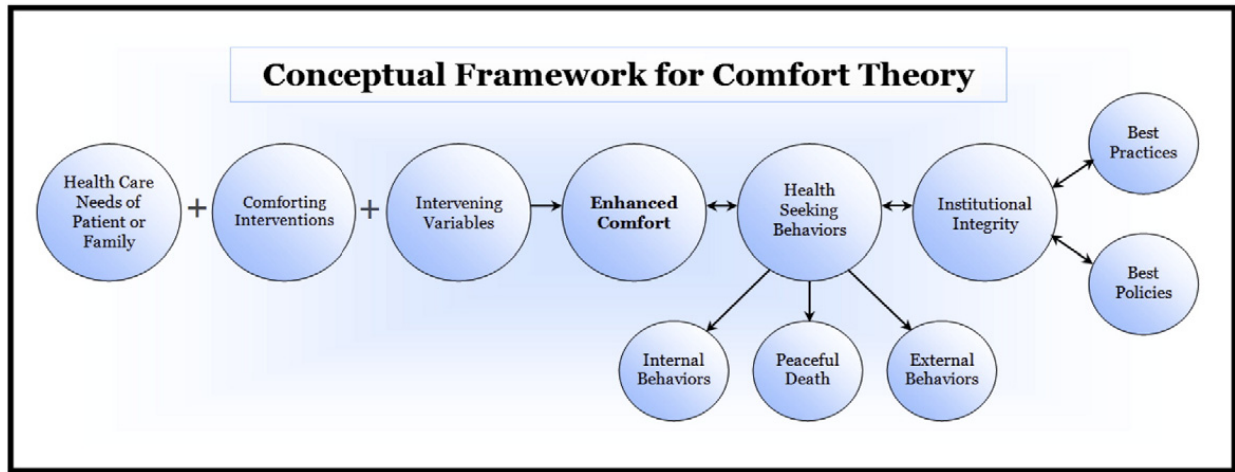 Conceptual Framework for Comfort Theory
Health Care
Needs of
Patient or
Family
+
Comforting
Interventions
+
Intervening
Variables
Enhanced
Comfort
Health
Seeking
Behaviors
Institutional
Integrity
Best
Practices
Best
Policies
Internal
Behaviors
Peaceful
Death
External
Behaviors